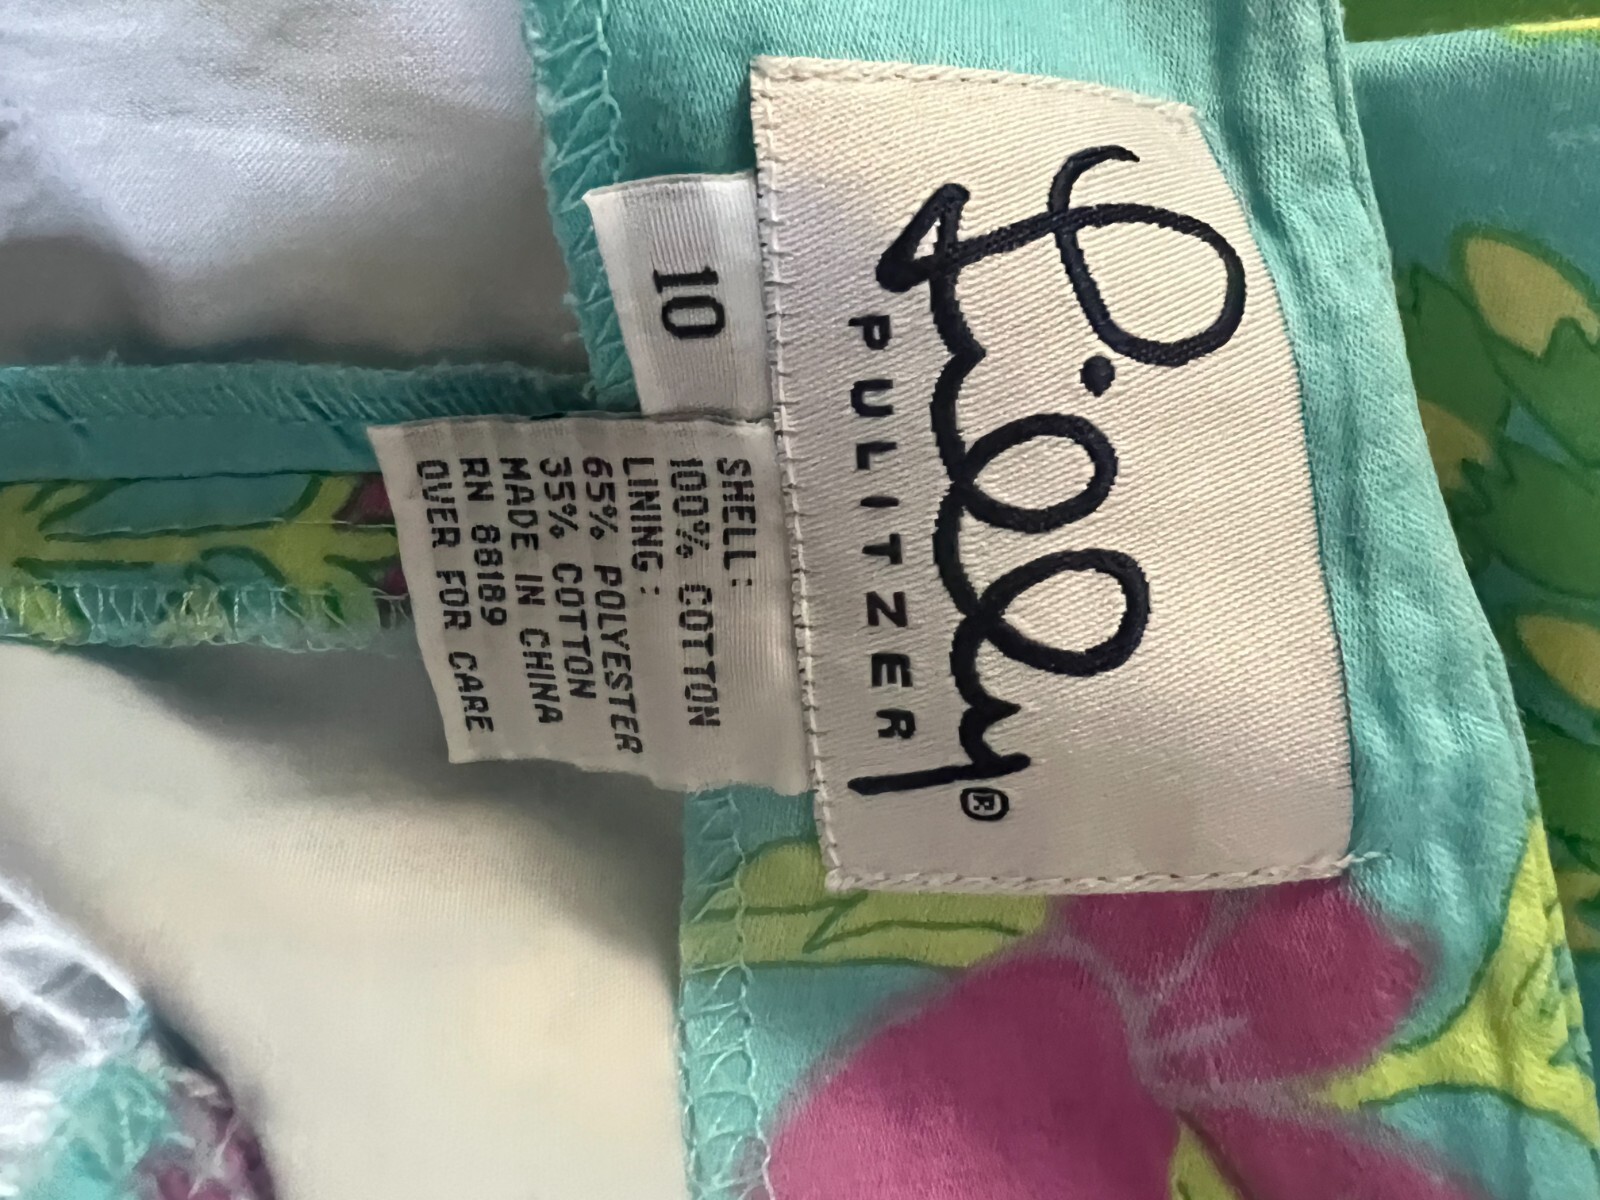 Lilly®
PULITZER
10
SHELL:
100% COTTON
LINING:
65% POLYESTER
35% COTTON
MADE IN CHINA
RN 88189
OVER FOR CARE